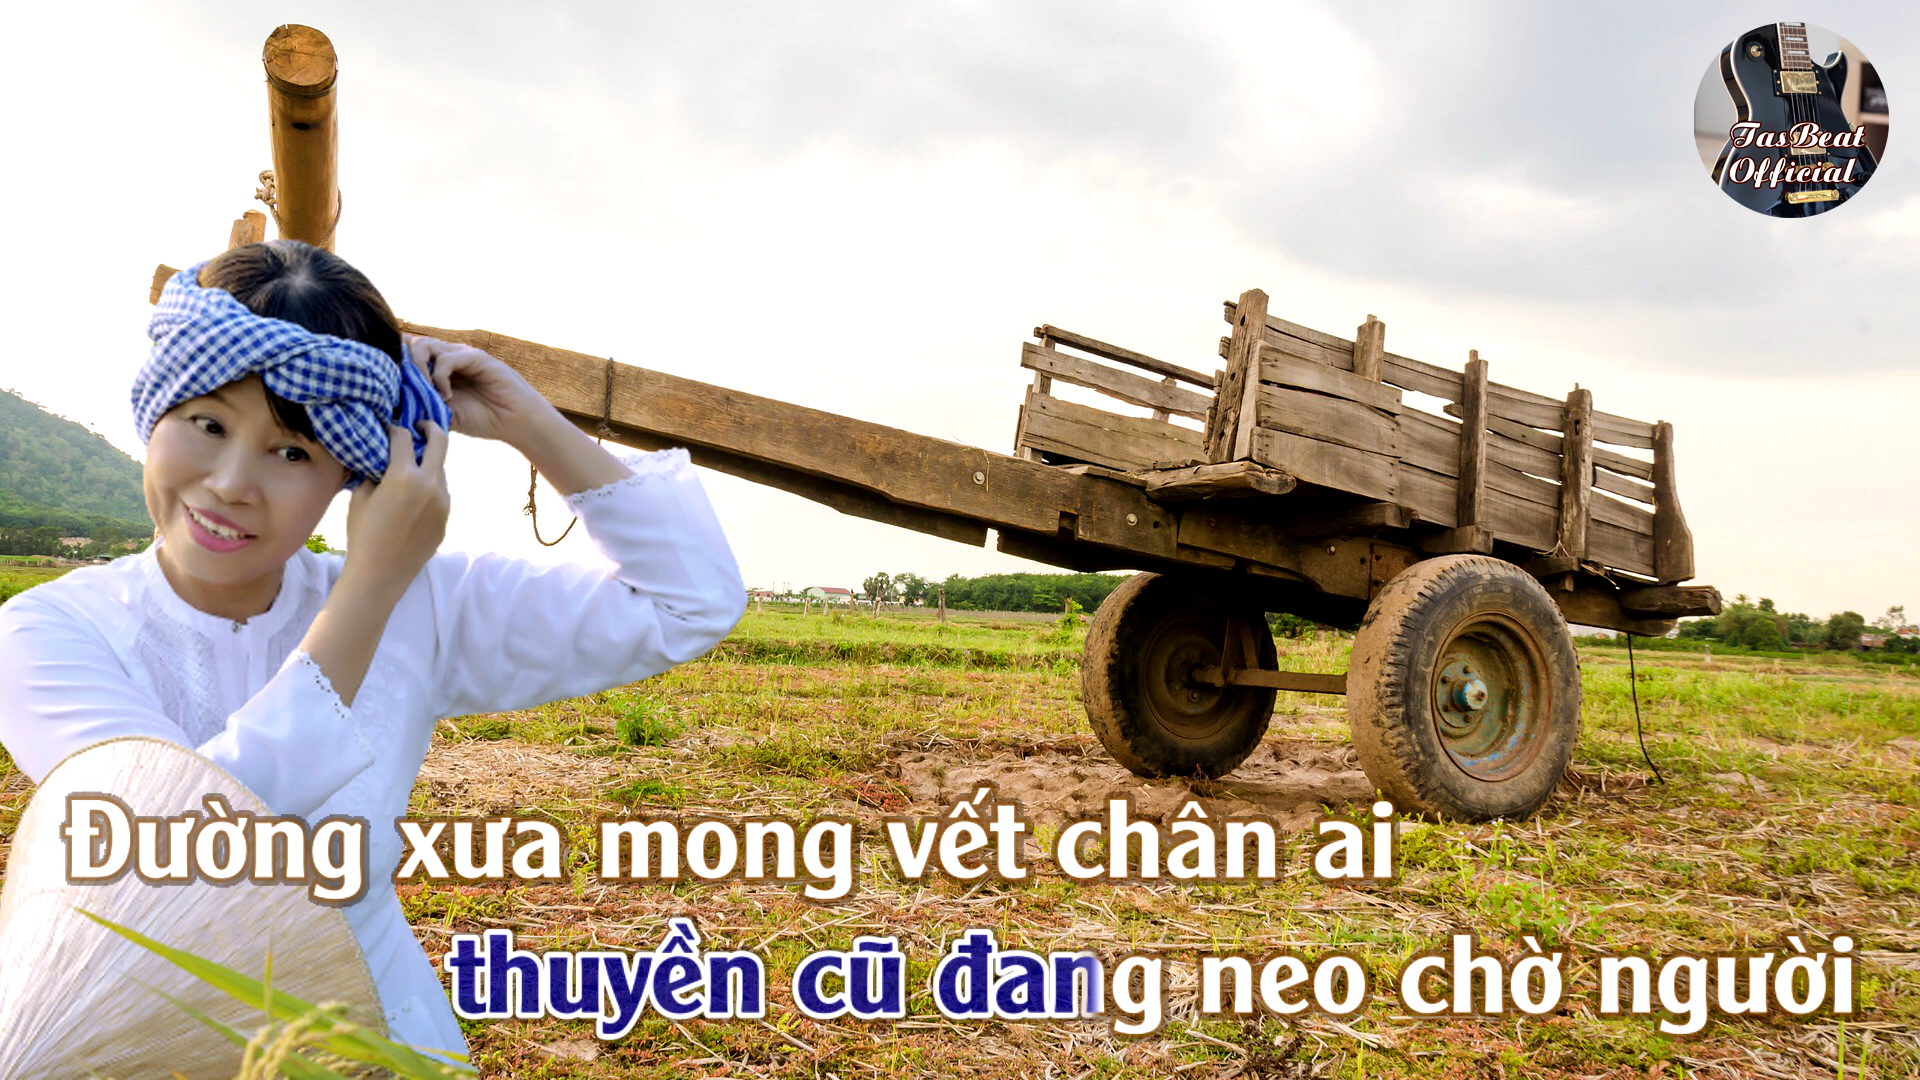 TasBeat
Official
Đường xưa mong vết chân ai
thuyền cũ đang neo chờ người